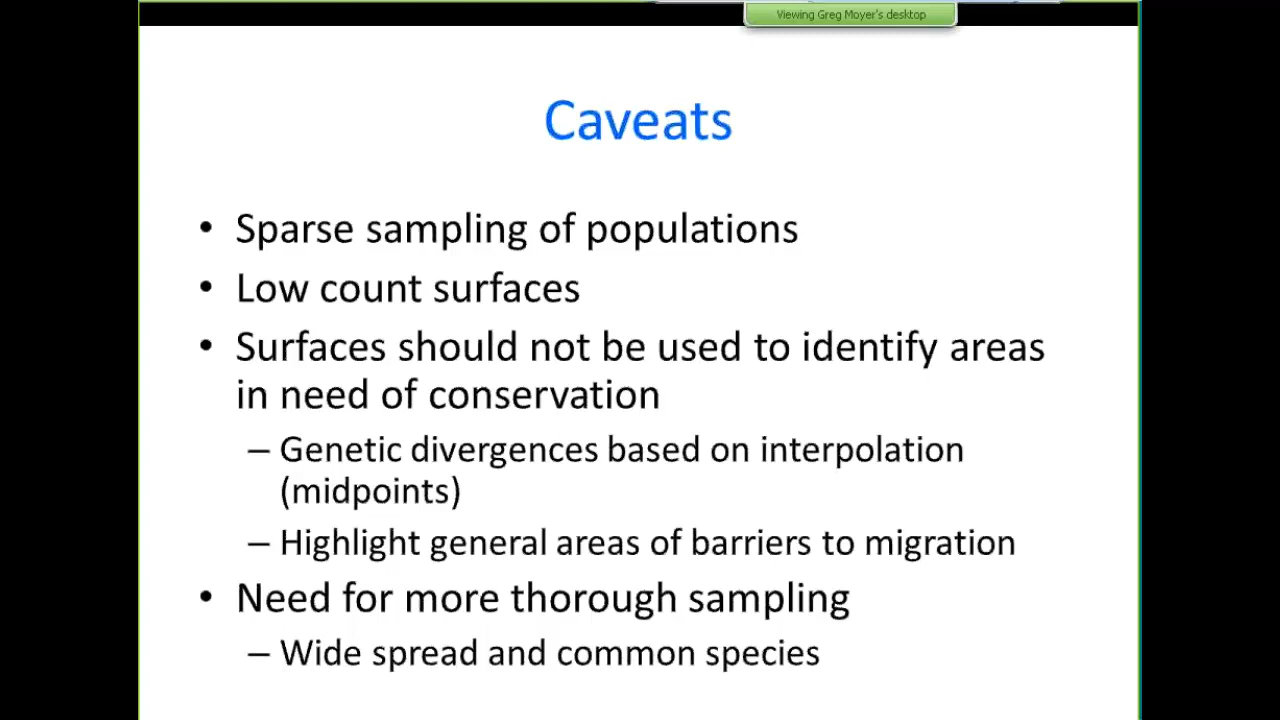 Viewing Greg Moyer's desktop
Caveats
• Sparse sampling of populations
• Low count surfaces
• Surfaces should not be used to identify areas
in need of conservation
– Genetic divergences based on interpolation
(midpoints)
– Highlight general areas of barriers to migration
• Need for more thorough sampling
– Wide spread and common species